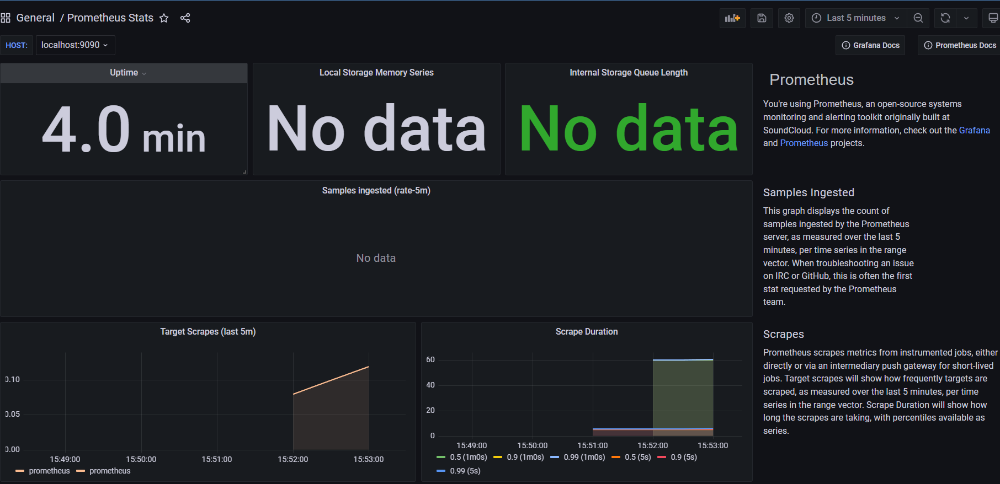 General / Prometheus Stats
Last 5 minutes
HOST: localhost:9090
Grafana Docs
Prometheus Docs
Uptime
4.0 min
Local Storage Memory Series
No data
Internal Storage Queue Length
No data
Prometheus
You're using Prometheus, an open-source systems
monitoring and alerting toolkit originally built at
SoundCloud. For more information, check out the Grafana
and Prometheus projects.
Samples ingested (rate-5m)
No data
Samples Ingested
This graph displays the count of
samples ingested by the Prometheus
server, as measured over the last 5
minutes, per time series in the range
vector. When troubleshooting an issue
on IRC or GitHub, this is often the first
stat requested by the Prometheus
team.
Target Scrapes (last 5m)
0.10
0.05
0.00
15:49:00 15:50:00 15:51:00 15:52:00 15:53:00
prometheus prometheus
Scrape Duration
60
40
20
0
15:49:00 15:50:00 15:51:00 15:52:00 15:53:00
0.5 (1m0s) 0.9 (1m0s) 0.99 (1m0s) 0.5 (5s) 0.9 (5s)
0.99 (5s)
Scrapes
Prometheus scrapes metrics from instrumented jobs, either
directly or via an intermediary push gateway for short-lived
jobs. Target scrapes will show how frequently targets are
scraped, as measured over the last 5 minutes, per time
series in the range vector. Scrape Duration will show how
long the scrapes are taking, with percentiles available as
series.